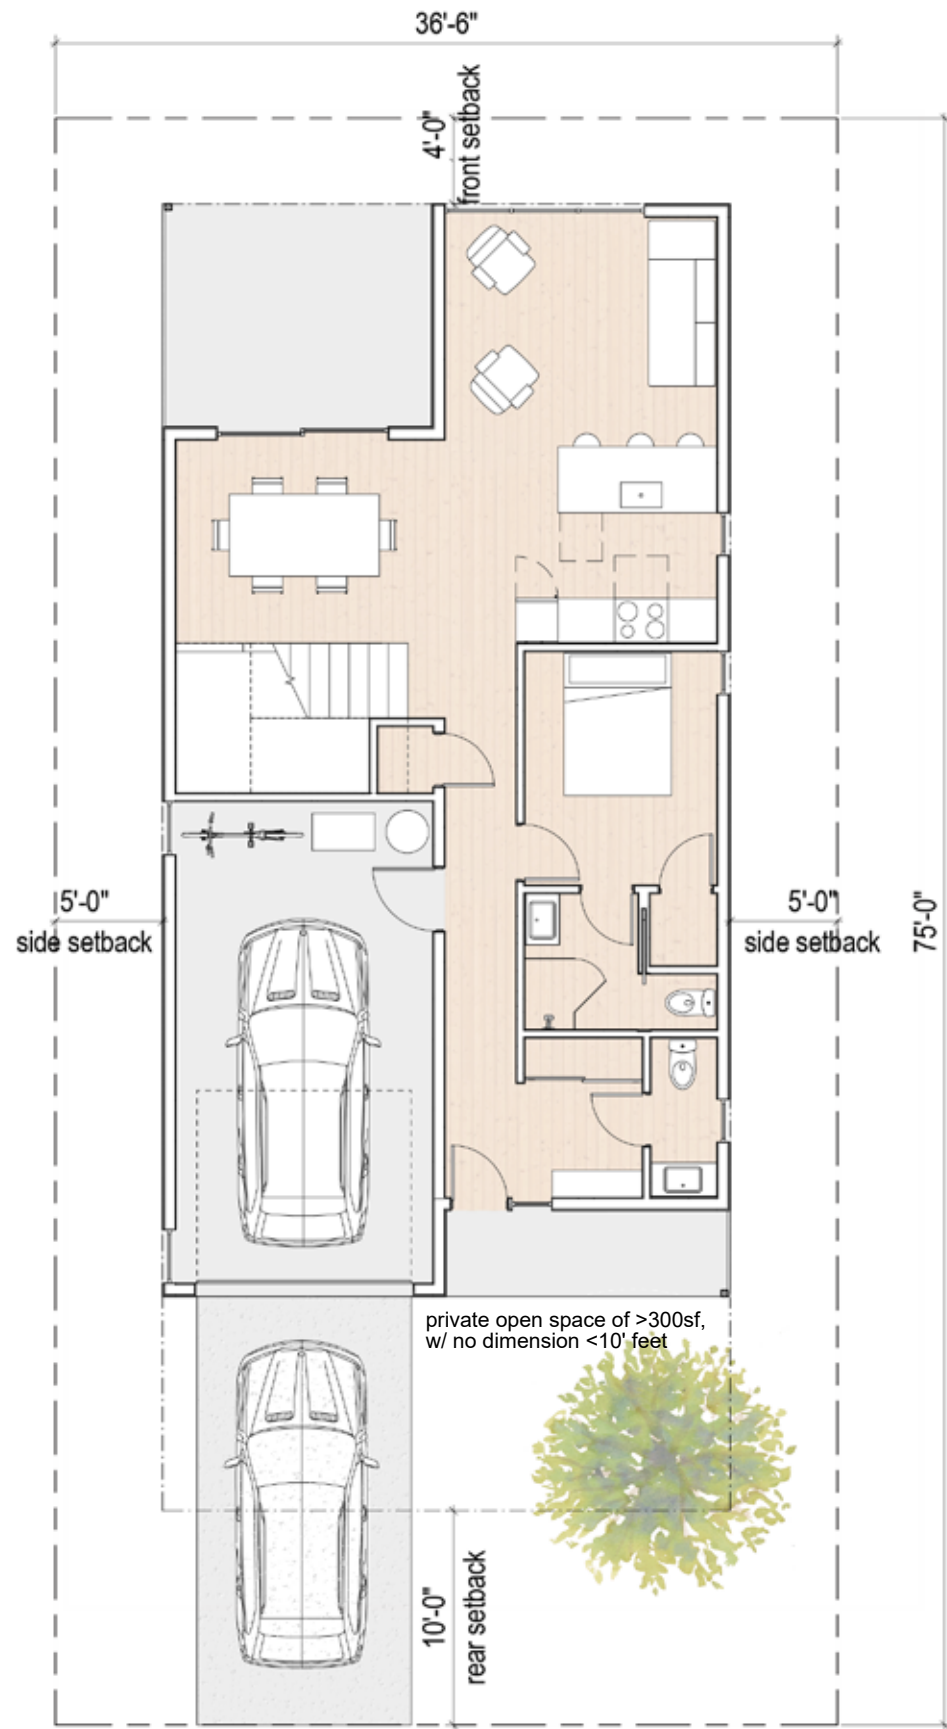 36'-6"
4'-0"
front setback
5'-0"
side setback
5'-0"
side setback
75'-0"
private open space of >300sf,
w/ no dimension <10' feet
10'-0"
rear setback